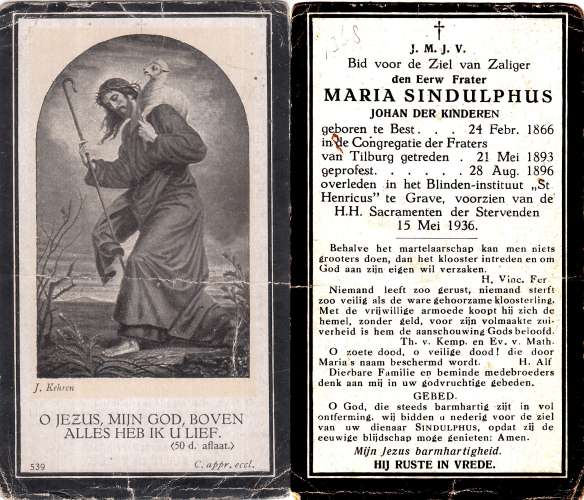 J. Kehren
O JEZUS, MIJN GOD, BOVEN
ALLES HEB IK U LIEF.
(50 d. aflaat.)
539
C. appr. eccl.
J. M. J. V.
Bid voor de Ziel van Zaliger
den Eerw Frater
MARIA SINDULPHUS
JOHAN DER KINDEREN
geboren te Best. . . 24 Febr. 1866
in de Congregatie der Fraters
van Tilburg getreden . 21 Mei 1893
geprofest. . . . . 28 Aug. 1896
overleden in het Blinden-instituut „St
Henricus" te Grave, voorzien van de
H.H. Sacramenten der Stervenden
15 Mei 1936.
Behalve het martelaarschap kan men niets
grooters doen, dan het klooster intreden en om
God aan zijn eigen wil verzaken.
H. Vinc. Fer
Niemand leeft zoo gerust, niemand sterft
zoo veilig als de ware gehoorzame kloosterling.
Met de vrijwillige armoede koopt hij zich de
hemel, zonder geld, voor zijn volmaakte zui-
verheid is hem de aanschouwing Gods beloofd.
Th. v. Kemp. en Ev. v. Math.
O zoete dood, o veilige dood! die door
Maria's naam beschermd wordt. H. Alf
Dierbare Familie en beminde medebroeders
denk aan mij in uw godvruchtige gebeden.
GEBED.
O God, die steeds barmhartig zijt in vol
ontferming, wij bidden u nederig voor de ziel
van uw dienaar SINDULPHUS, opdat zij de
eeuwige blijdschap moge genieten: Amen.
Mijn Jezus barmhartigheid.
HIJ RUSTE IN VREDE.